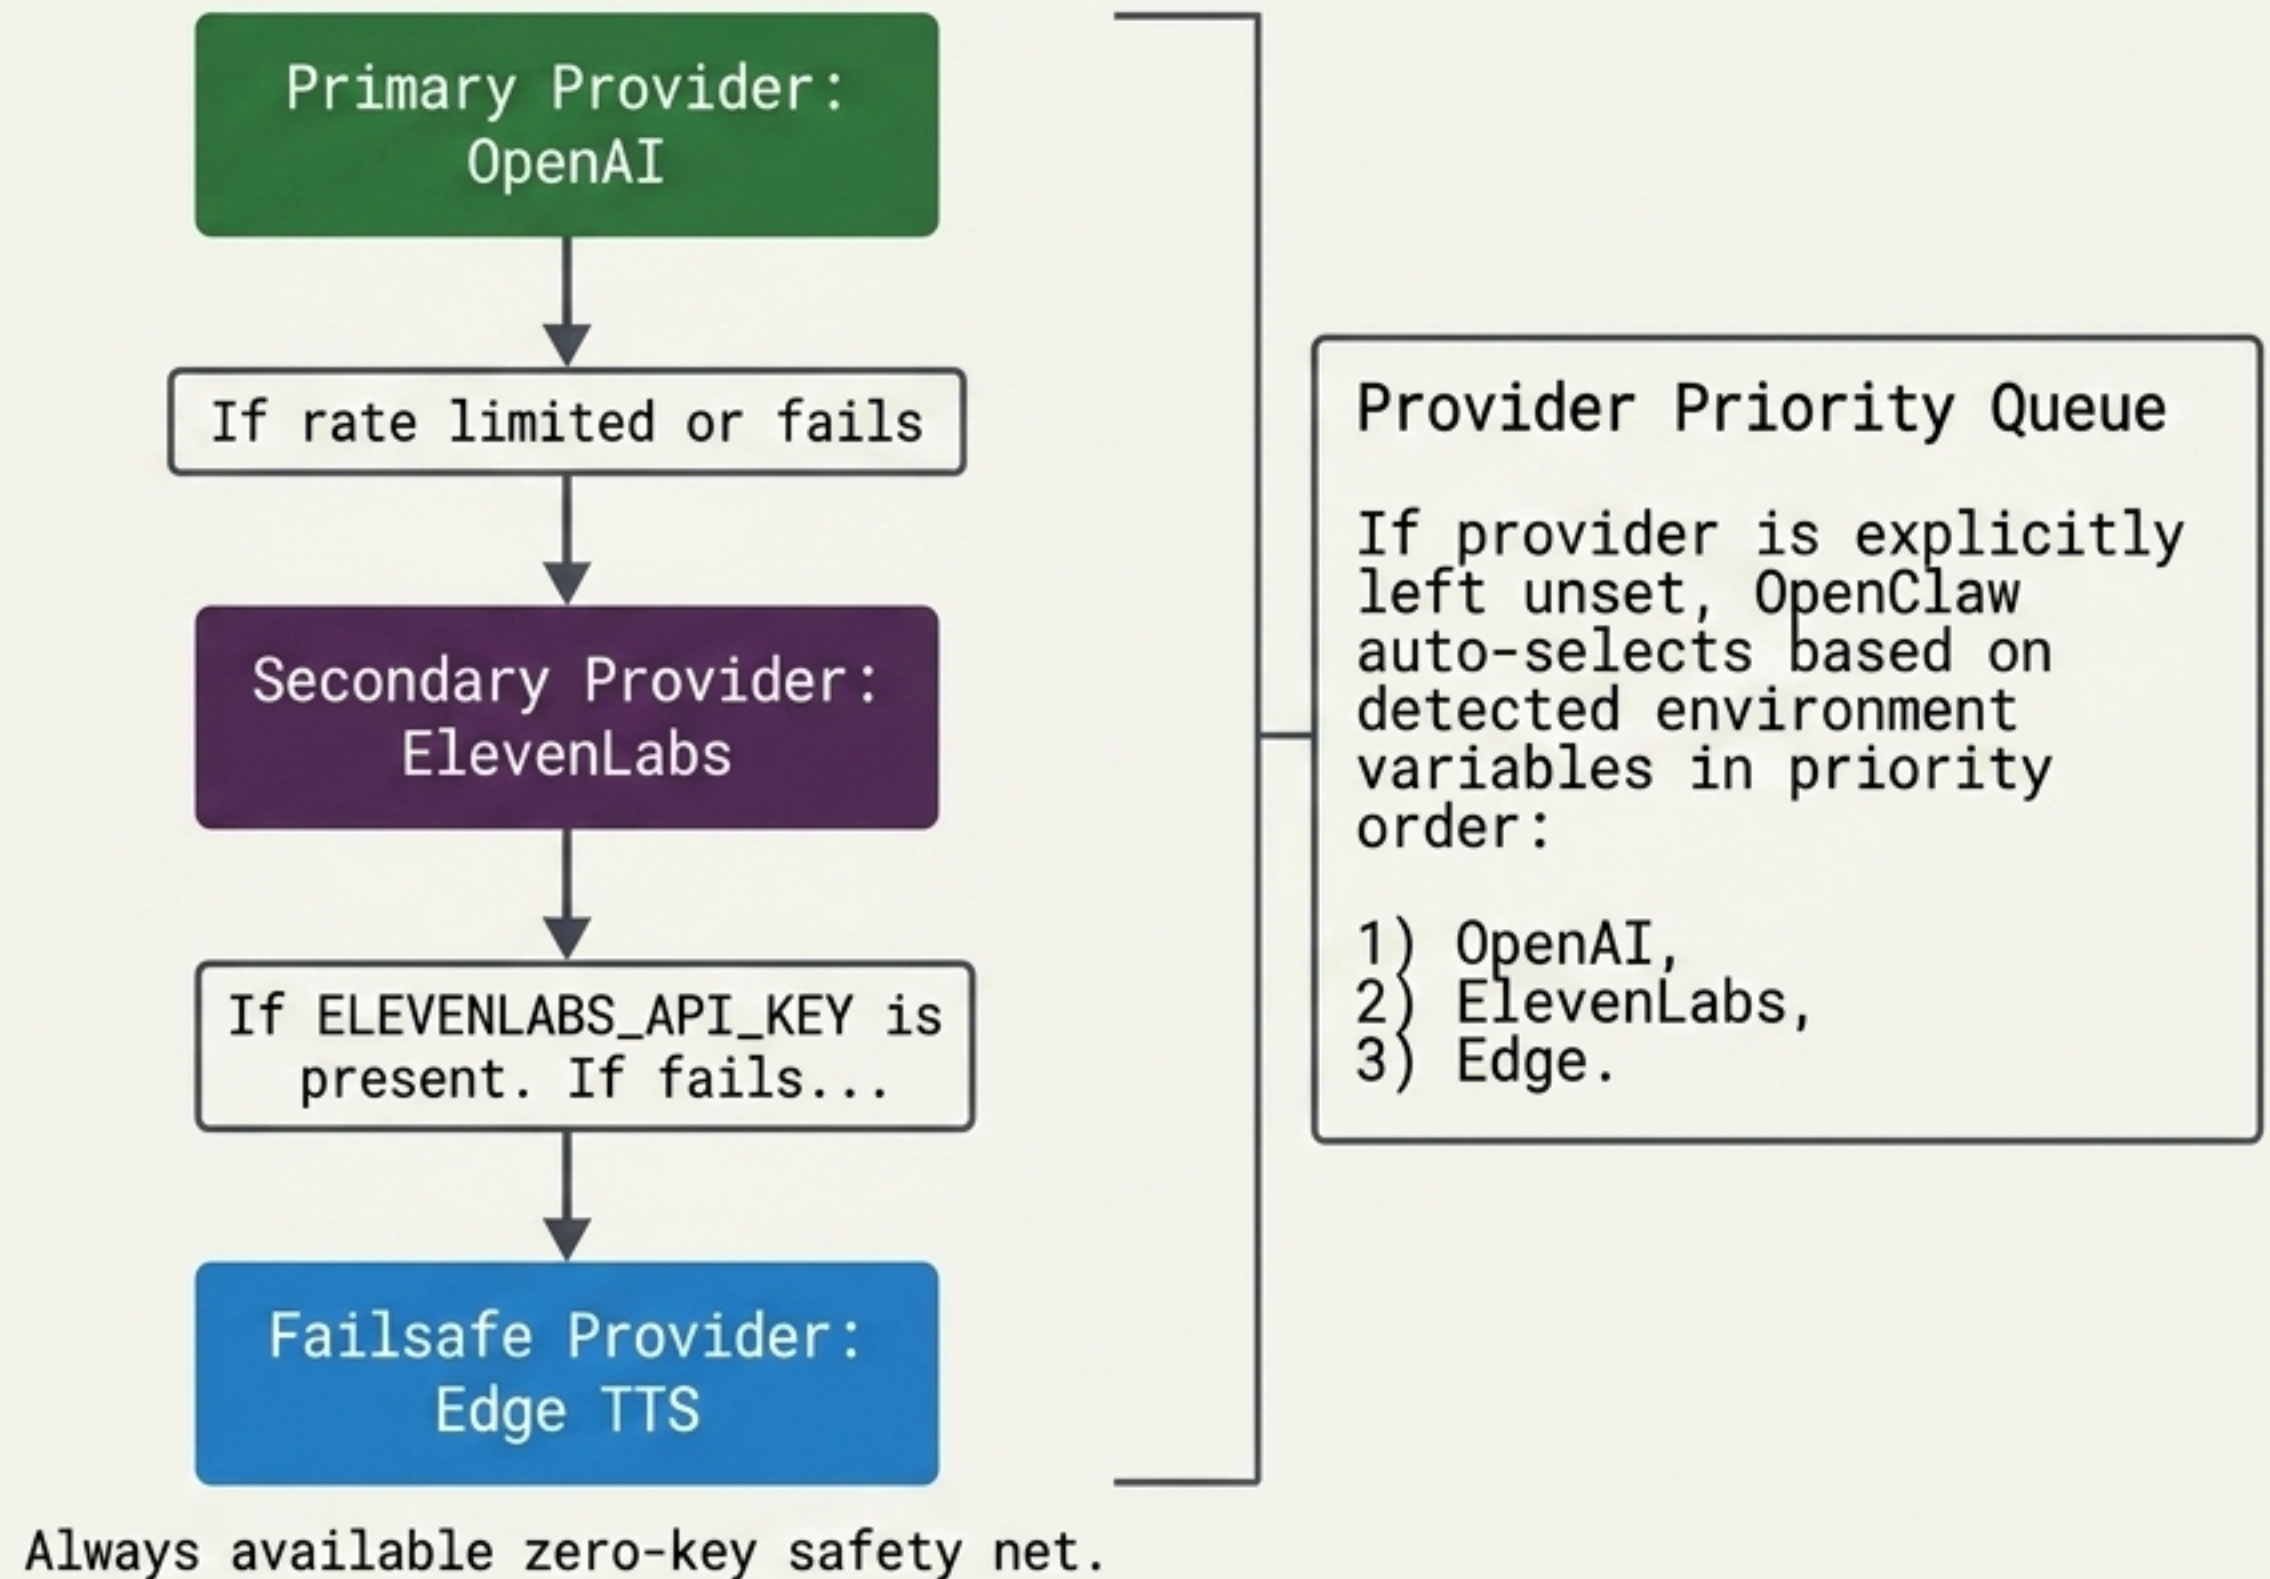 Primary Provider:
OpenAI
If rate limited or fails
Secondary Provider:
ElevenLabs
If ELEVENLABS_API_KEY is
present. If fails...
Failsafe Provider:
Edge TTS
Always available zero-key safety net.
Provider Priority Queue
If provider is explicitly
left unset, OpenClaw
auto-selects based on
detected environment
variables in priority
order:
1) OpenAI,
2) ElevenLabs,
3) Edge.